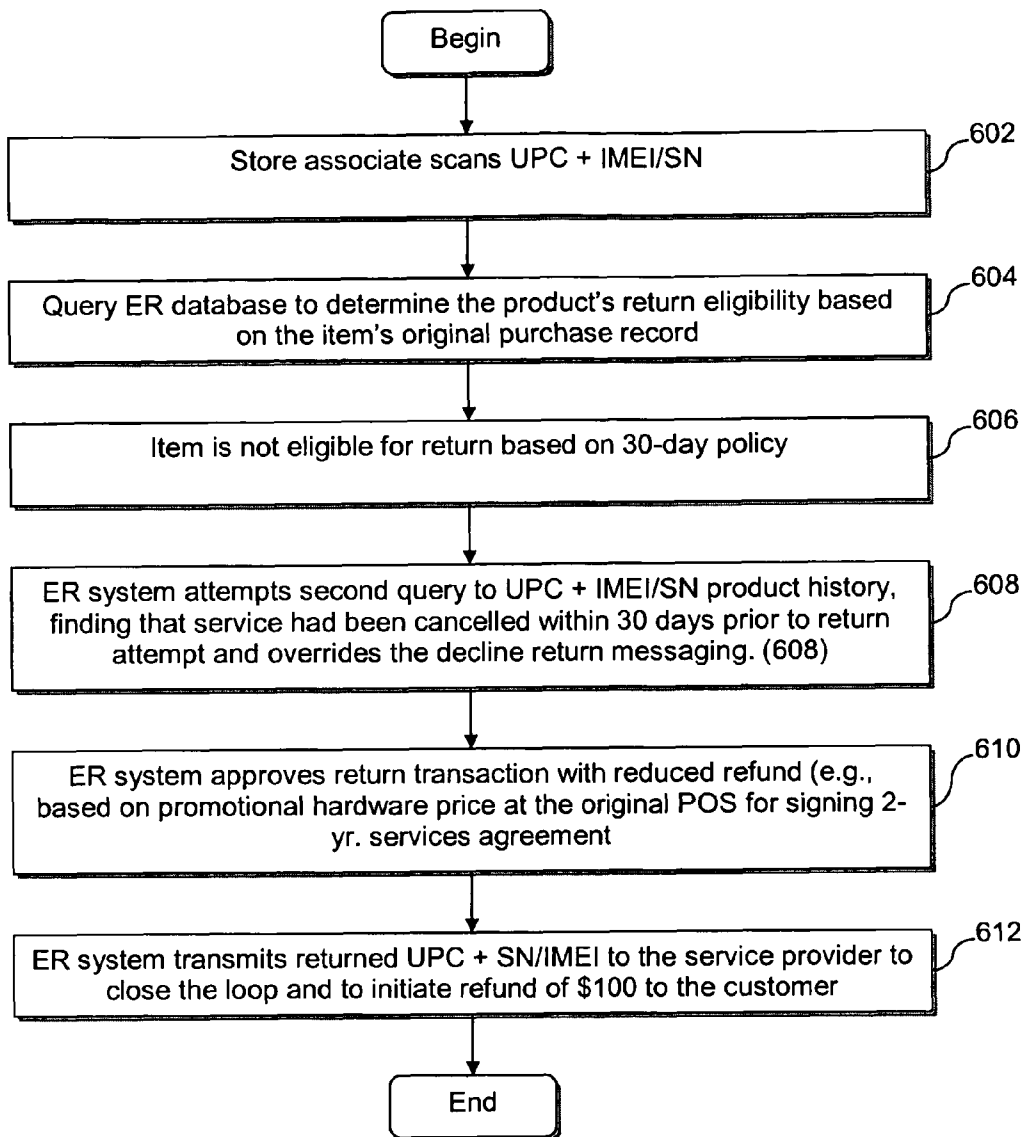 Begin
Store associate scans UPC + IMEI/SN
602
Query ER database to determine the product's return eligibility based
on the item's original purchase record
604
Item is not eligible for return based on 30-day policy
606
ER system attempts second query to UPC + IMEI/SN product history,
finding that service had been cancelled within 30 days prior to return
attempt and overrides the decline return messaging. (608)
608
ER system approves return transaction with reduced refund (e.g.,
based on promotional hardware price at the original POS for signing 2-
yr. services agreement
610
ER system transmits returned UPC + SN/IMEI to the service provider to
close the loop and to initiate refund of $100 to the customer
612
End